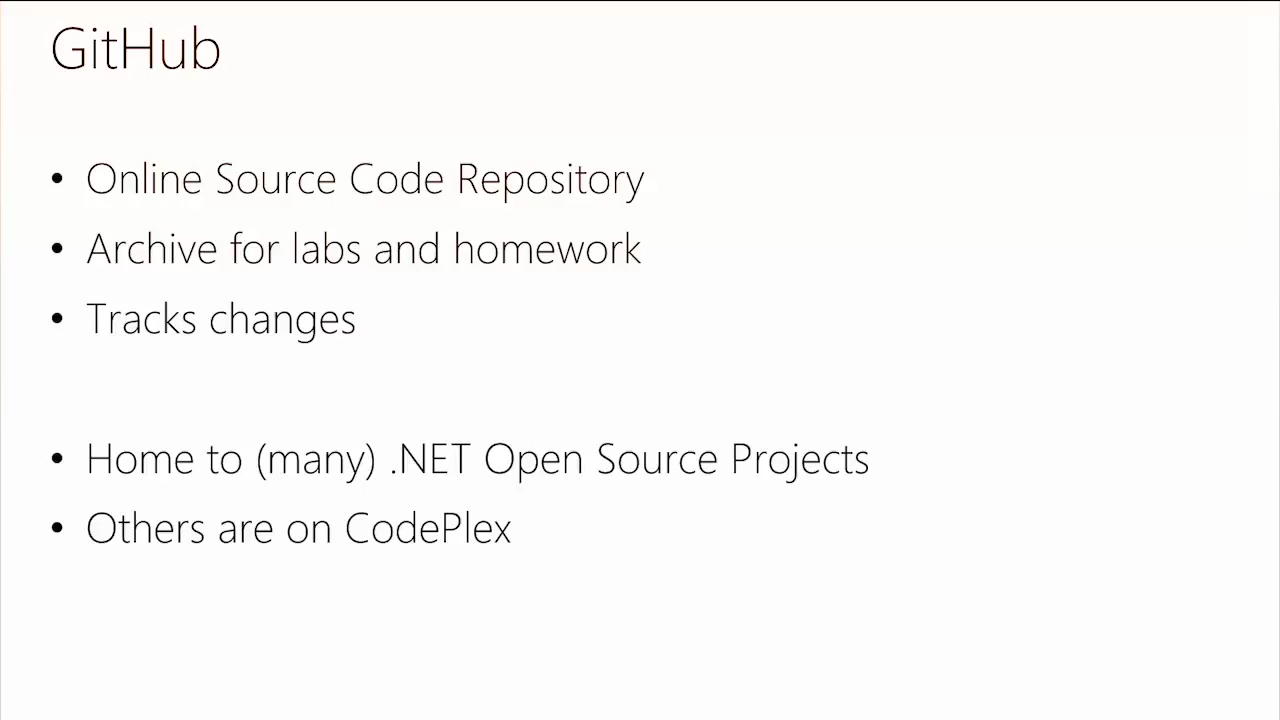 GitHub
• Online Source Code Repository
• Archive for labs and homework
• Tracks changes
• Home to (many) .NET Open Source Projects
• Others are on CodePlex